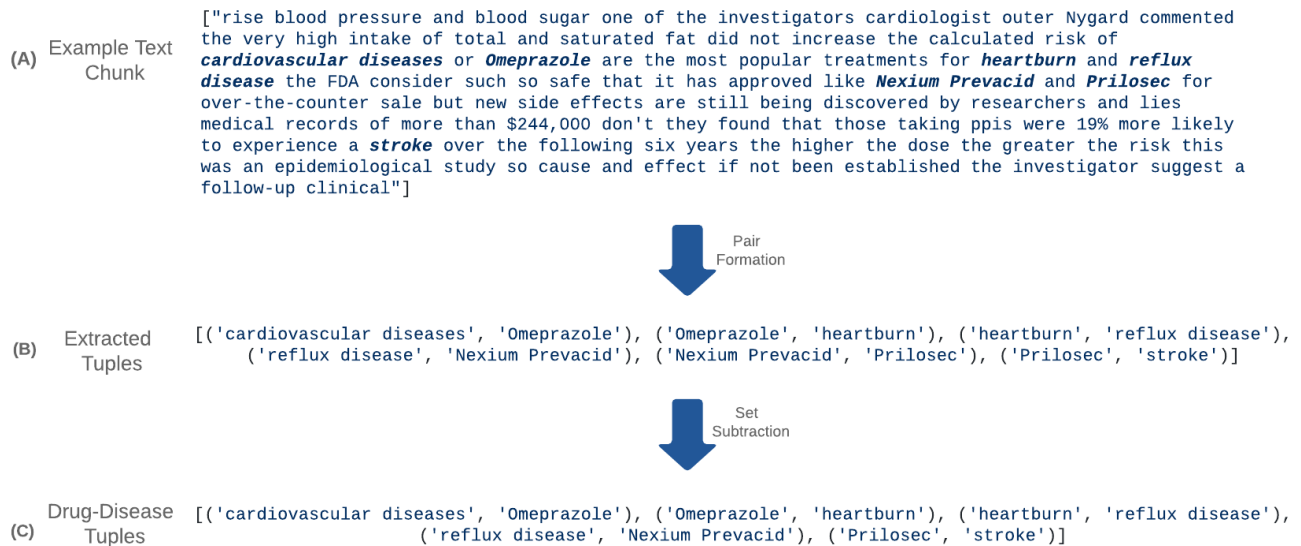 (A) Example Text Chunk
["rise blood pressure and blood sugar one of the investigators cardiologist outer Nygard commented
the very high intake of total and saturated fat did not increase the calculated risk of
cardiovascular diseases or Omeprazole are the most popular treatments for heartburn and reflux
disease the FDA consider such so safe that it has approved like Nexium Prevacid and Prilosec for
over-the-counter sale but new side effects are still being discovered by researchers and lies
medical records of more than $244,000 don't they found that those taking ppis were 19% more likely
to experience a stroke over the following six years the higher the dose the greater the risk this
was an epidemiological study so cause and effect if not been established the investigator suggest a
follow-up clinical"]
Pair
Formation
(B) Extracted Tuples
[('cardiovascular diseases', 'Omeprazole'), ('Omeprazole', 'heartburn'), ('heartburn', 'reflux disease'),
('reflux disease', 'Nexium Prevacid'), ('Nexium Prevacid', 'Prilosec'), ('Prilosec', 'stroke')]
Set
Subtraction
(C) Drug-Disease Tuples
[('cardiovascular diseases', 'Omeprazole'), ('Omeprazole', 'heartburn'), ('heartburn', 'reflux disease'),
('reflux disease', 'Nexium Prevacid'), ('Prilosec', 'stroke')]